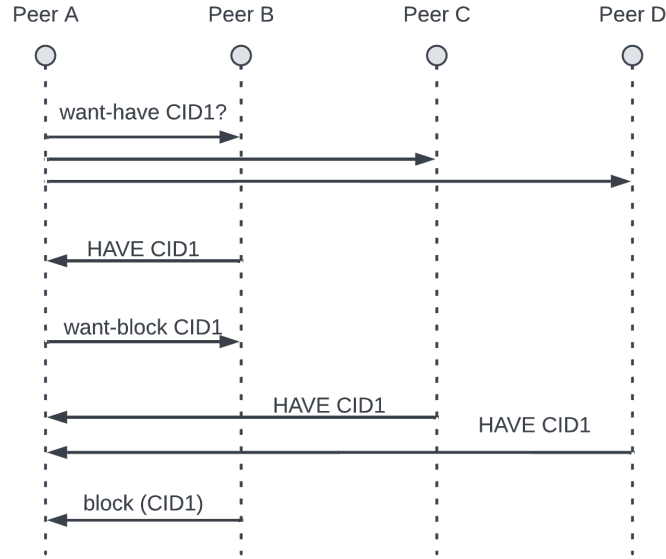 Peer A
Peer B
Peer C
Peer D
want-have CID1?
HAVE CID1
want-block CID1
HAVE CID1
HAVE CID1
block (CID1)